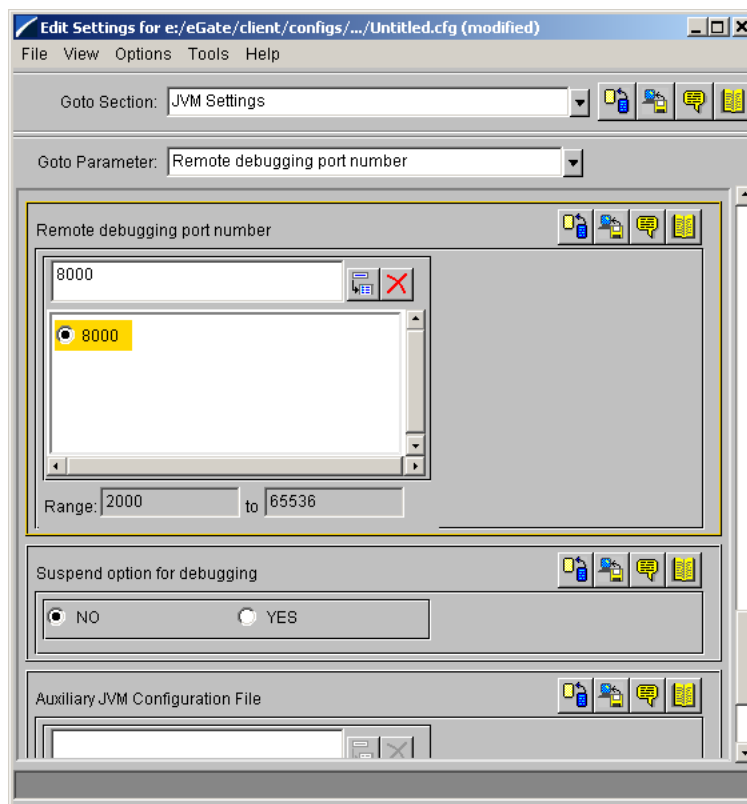 Edit Settings for e:/eGate/client/configs/.../Untitled.cfg (modified)
File View Options Tools Help
Goto Section: JVM Settings
Goto Parameter: Remote debugging port number
Remote debugging port number
8000
8000
Range: 2000 to 65536
Suspend option for debugging
NO YES
Auxiliary JVM Configuration File